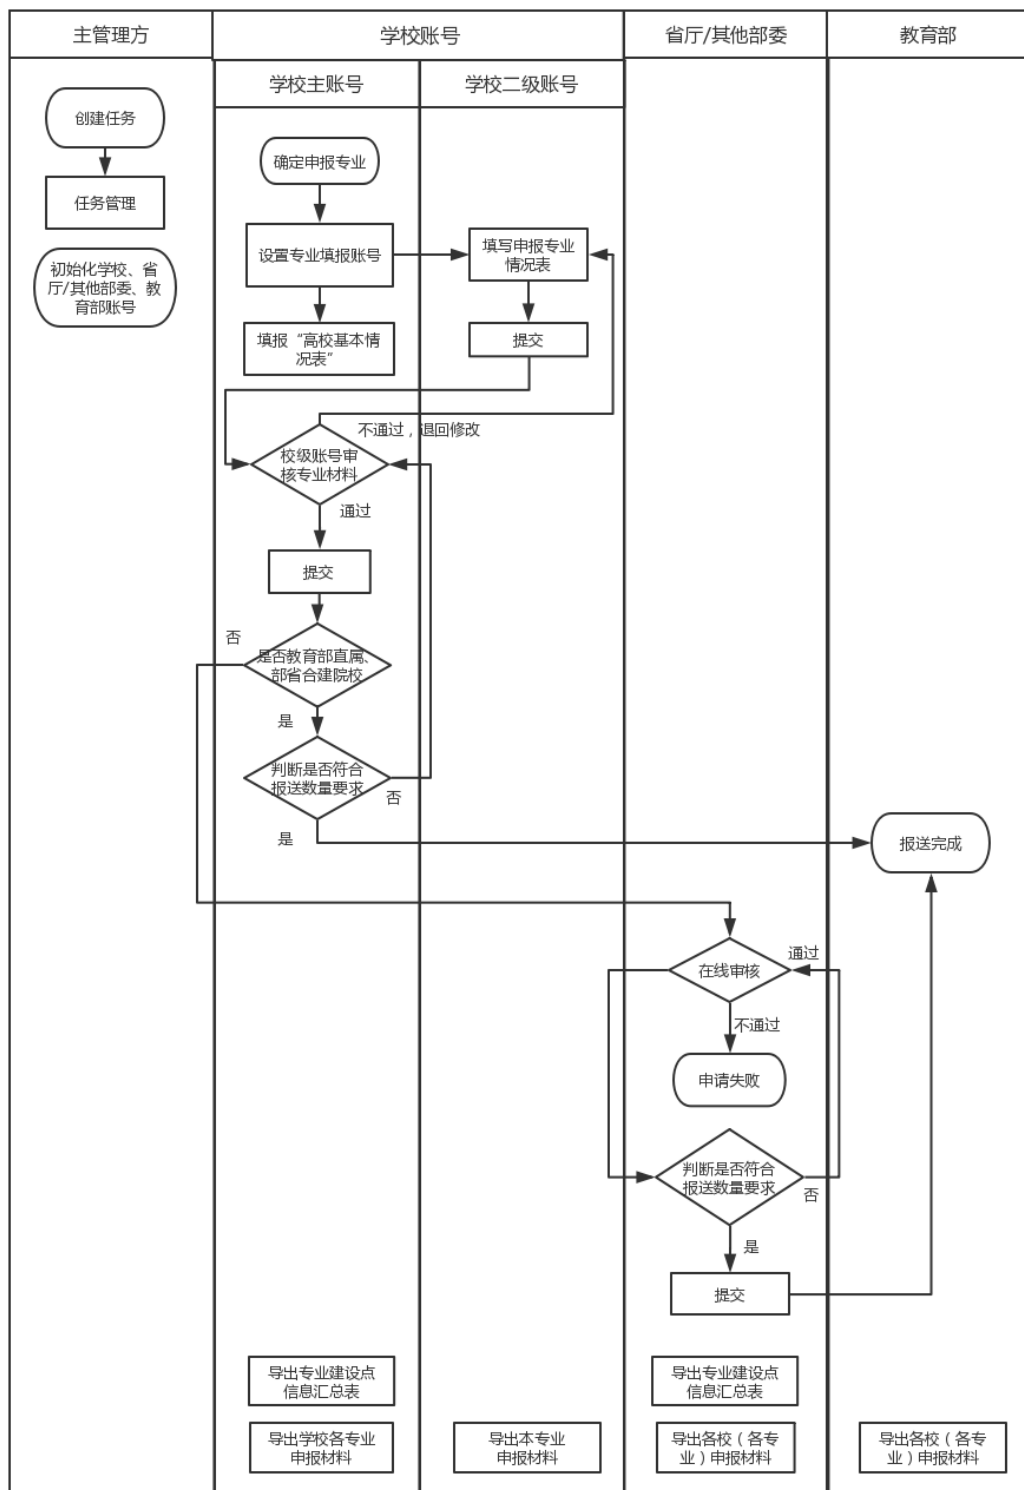 主管理方
学校账号
省厅/其他部委
教育部
学校主账号
学校二级账号
创建任务
任务管理
初始化学校、省
厅/其他部委、教
育部账号
确定申报专业
设置专业填报账号
填写申报专业
情况表
填报“高校基本情
况表”
提交
不通过，退回修改
校级账号审
核专业材料
通过
提交
否
是否教育部直属、
部省合建院校
是
判断是否符合
报送数量要求
否
是
报送完成
在线审核
通过
不通过
申请失败
判断是否符合
报送数量要求
否
是
提交
导出专业建设点
信息汇总表
导出专业建设点
信息汇总表
导出学校各专业
申报材料
导出本专业
申报材料
导出各校（各专
业）申报材料
导出各校（各专
业）申报材料